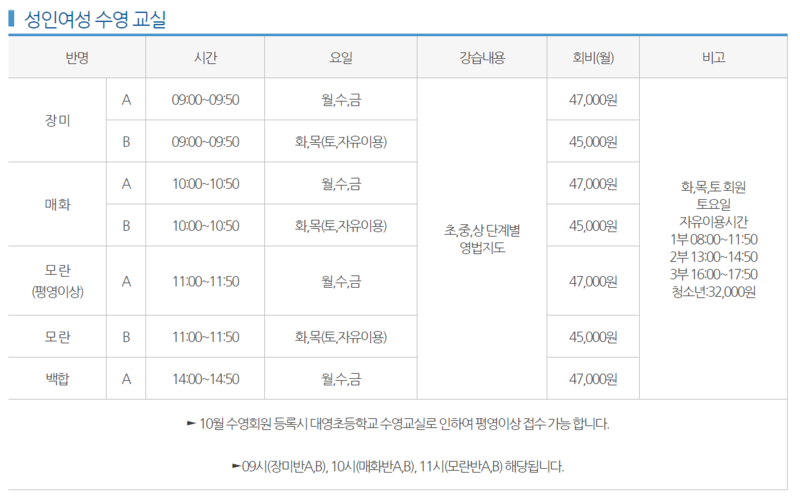 성인여성 수영 교실
반명 시간 요일 강습내용 회비(월) 비고
장미 A 09:00~09:50 월,수,금 47,000원
B 09:00~09:50 화,목(토,자유이용) 45,000원
매화 A 10:00~10:50 월,수,금 47,000원
B 10:00~10:50 화,목(토,자유이용) 45,000원
모란
(평영이상)
A 11:00~11:50 월,수,금 47,000원
모란 B 11:00~11:50 화,목(토,자유이용) 45,000원
백합 A 14:00~14:50 월,수,금 47,000원
초,중,상 단계별
영법지도
화,목,토 회원
토요일
자유이용시간
1부 08:00~11:50
2부 13:00~14:50
3부 16:00~17:50
청소년:32,000원
► 10월 수영회원 등록시 대영초등학교 수영교실로 인하여 평영이상 접수 가능 합니다.
►09시(장미반A,B), 10시(매화반A,B), 11시(모란반A,B) 해당됩니다.